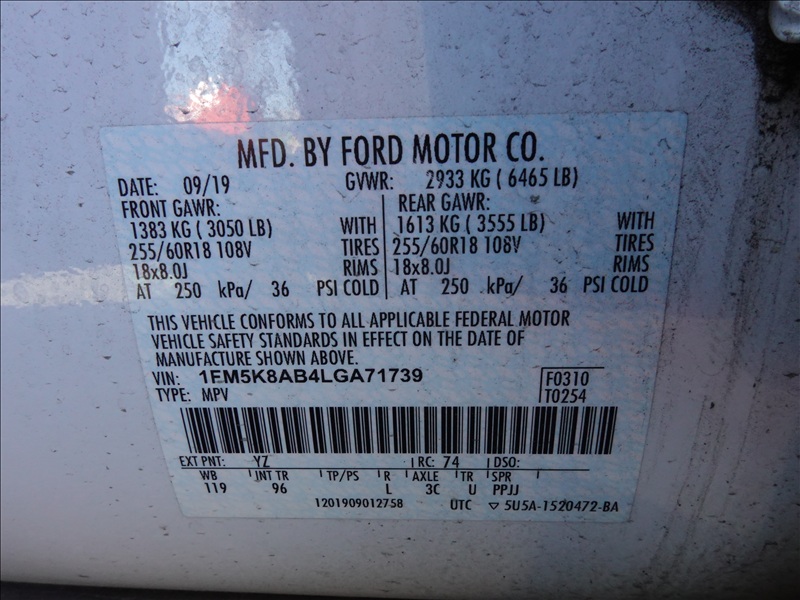 MFD. BY FORD MOTOR CO.
DATE: 09/19 GVWR: 2933 KG ( 6465 LB)
FRONT GAWR: REAR GAWR:
1383 KG ( 3050 LB) WITH 1613 KG ( 3555 LB) WITH
255/60R18 108V TIRES 255/60R18 108V TIRES
18x8.0J RIMS 18x8.0J RIMS
AT 250 kPa/ 36 PSI COLD AT 250 kPa/ 36 PSI COLD
THIS VEHICLE CONFORMS TO ALL APPLICABLE FEDERAL MOTOR
VEHICLE SAFETY STANDARDS IN EFFECT ON THE DATE OF
MANUFACTURE SHOWN ABOVE.
VIN: 1FM5K8AB4LGA71739 F0310
TYPE: MPV T0254
EXT PNT: YZ RC: 74 DSO:
WB INT TR TP/PS R AXLE TR SPR
119 96 L 3C U PPJJ
1201909012758 UTC ▽ 5U5A-1520472-BA